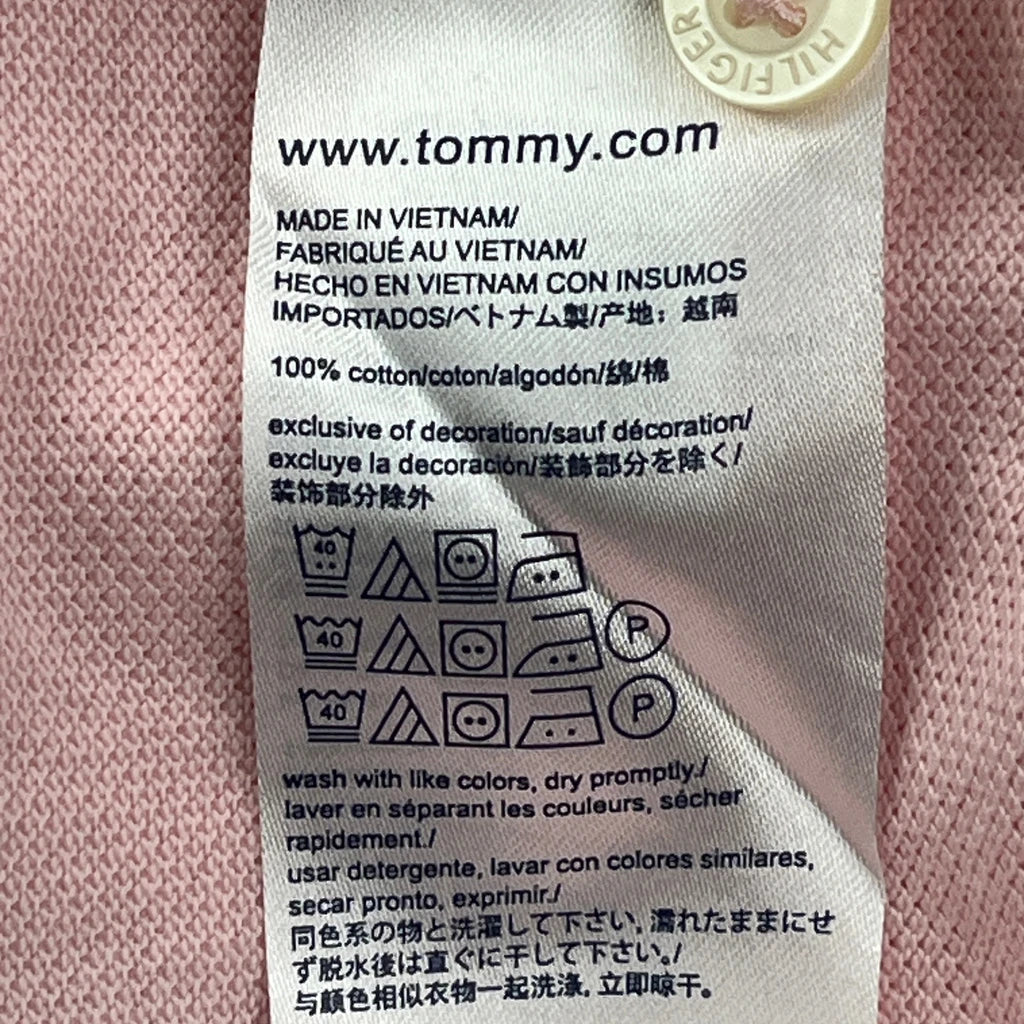 HILFIGER
www.tommy.com
MADE IN VIETNAM/
FABRIQUÉ AU VIETNAM/
HECHO EN VIETNAM CON INSUMOS
IMPORTADOS/ベトナム製/产地：越南
100% cotton/coton/algodón/綿/棉
exclusive of decoration/sauf décoration/
excluye la decoración/装飾部分を除く/
装饰部分除外
40
40 P
40 P
wash with like colors, dry promptly./
laver en séparant les couleurs, sécher
rapidement./
usar detergente, lavar con colores similares,
secar pronto, exprimir./
同色系の物と洗濯して下さい, 濡れたままにせ
ず脱水後は直ぐに干して下さい。/
与颜色相似衣物一起洗涤, 立即晾干。